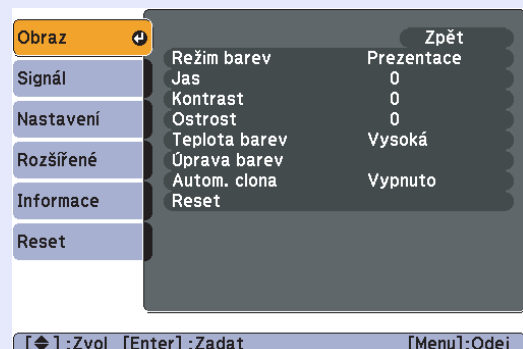 Obraz
Signál
Nastavení
Rozšířené
Informace
Reset
Zpět
Režim barev Prezentace
Jas 0
Kontrast 0
Ostrost 0
Teplota barev Vysoká
Úprava barev
Autom. clona Vypnuto
Reset
[◆] :Zvol [Enter] :Zadat [Menu]:Odej